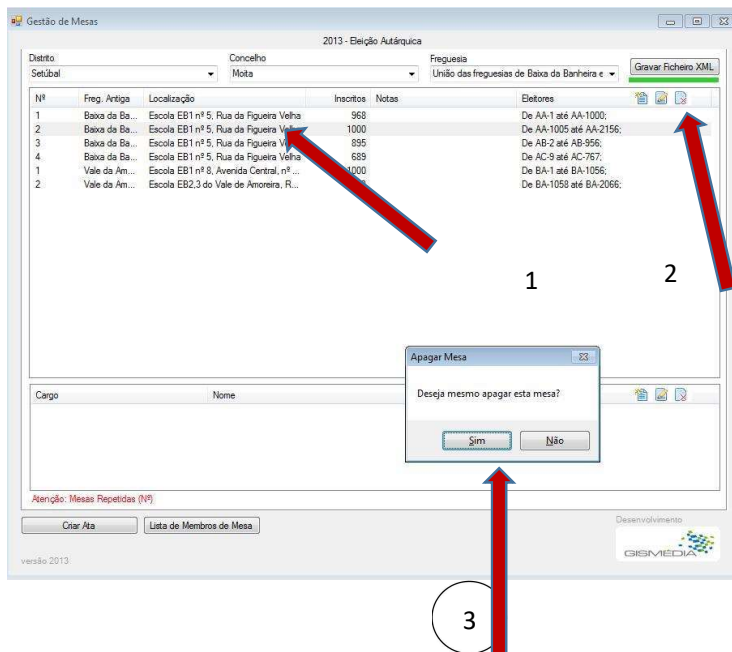 Gestão de Mesas
2013 - Eleição Autárquica
Distrito Concelho Freguesia
Setúbal Moita União das freguesias de Baixa da Banheira e
Gravar Ficheiro XML
Nº Freg. Antiga Localização Inscritos Notas Eleitores
1 Baixa da Ba... Escola EB1 nº 5, Rua da Figueira Velha 968 De AA-1 até AA-1000;
2 Baixa da Ba... Escola EB1 nº 5, Rua da Figueira 1000 De AA-1005 até AA-2156;
3 Baixa da Ba... Escola EB1 nº 5, Rua da Figueira 895 De AB-2 até AB-956;
4 Baixa da Ba... Escola EB1 nº 5, Rua da Figueira Velha 689 De AC-9 até AC-767;
1 Vale da Am... Escola EB1 nº 8, Avenida Central, nº ... De BA-1 até BA-1056;
2 Vale da Am... Escola EB2,3 do Vale de Amoreira, R... De BA-1058 até BA-2066;
1
2
Apagar Mesa
Deseja mesmo apagar esta mesa?
Sim Não
Cargo Nome
Atenção: Mesas Repetidas (Nº)
Criar Ata Lista de Membros de Mesa
Desenvolvimento
GISMÉDIA
versão 2013
3